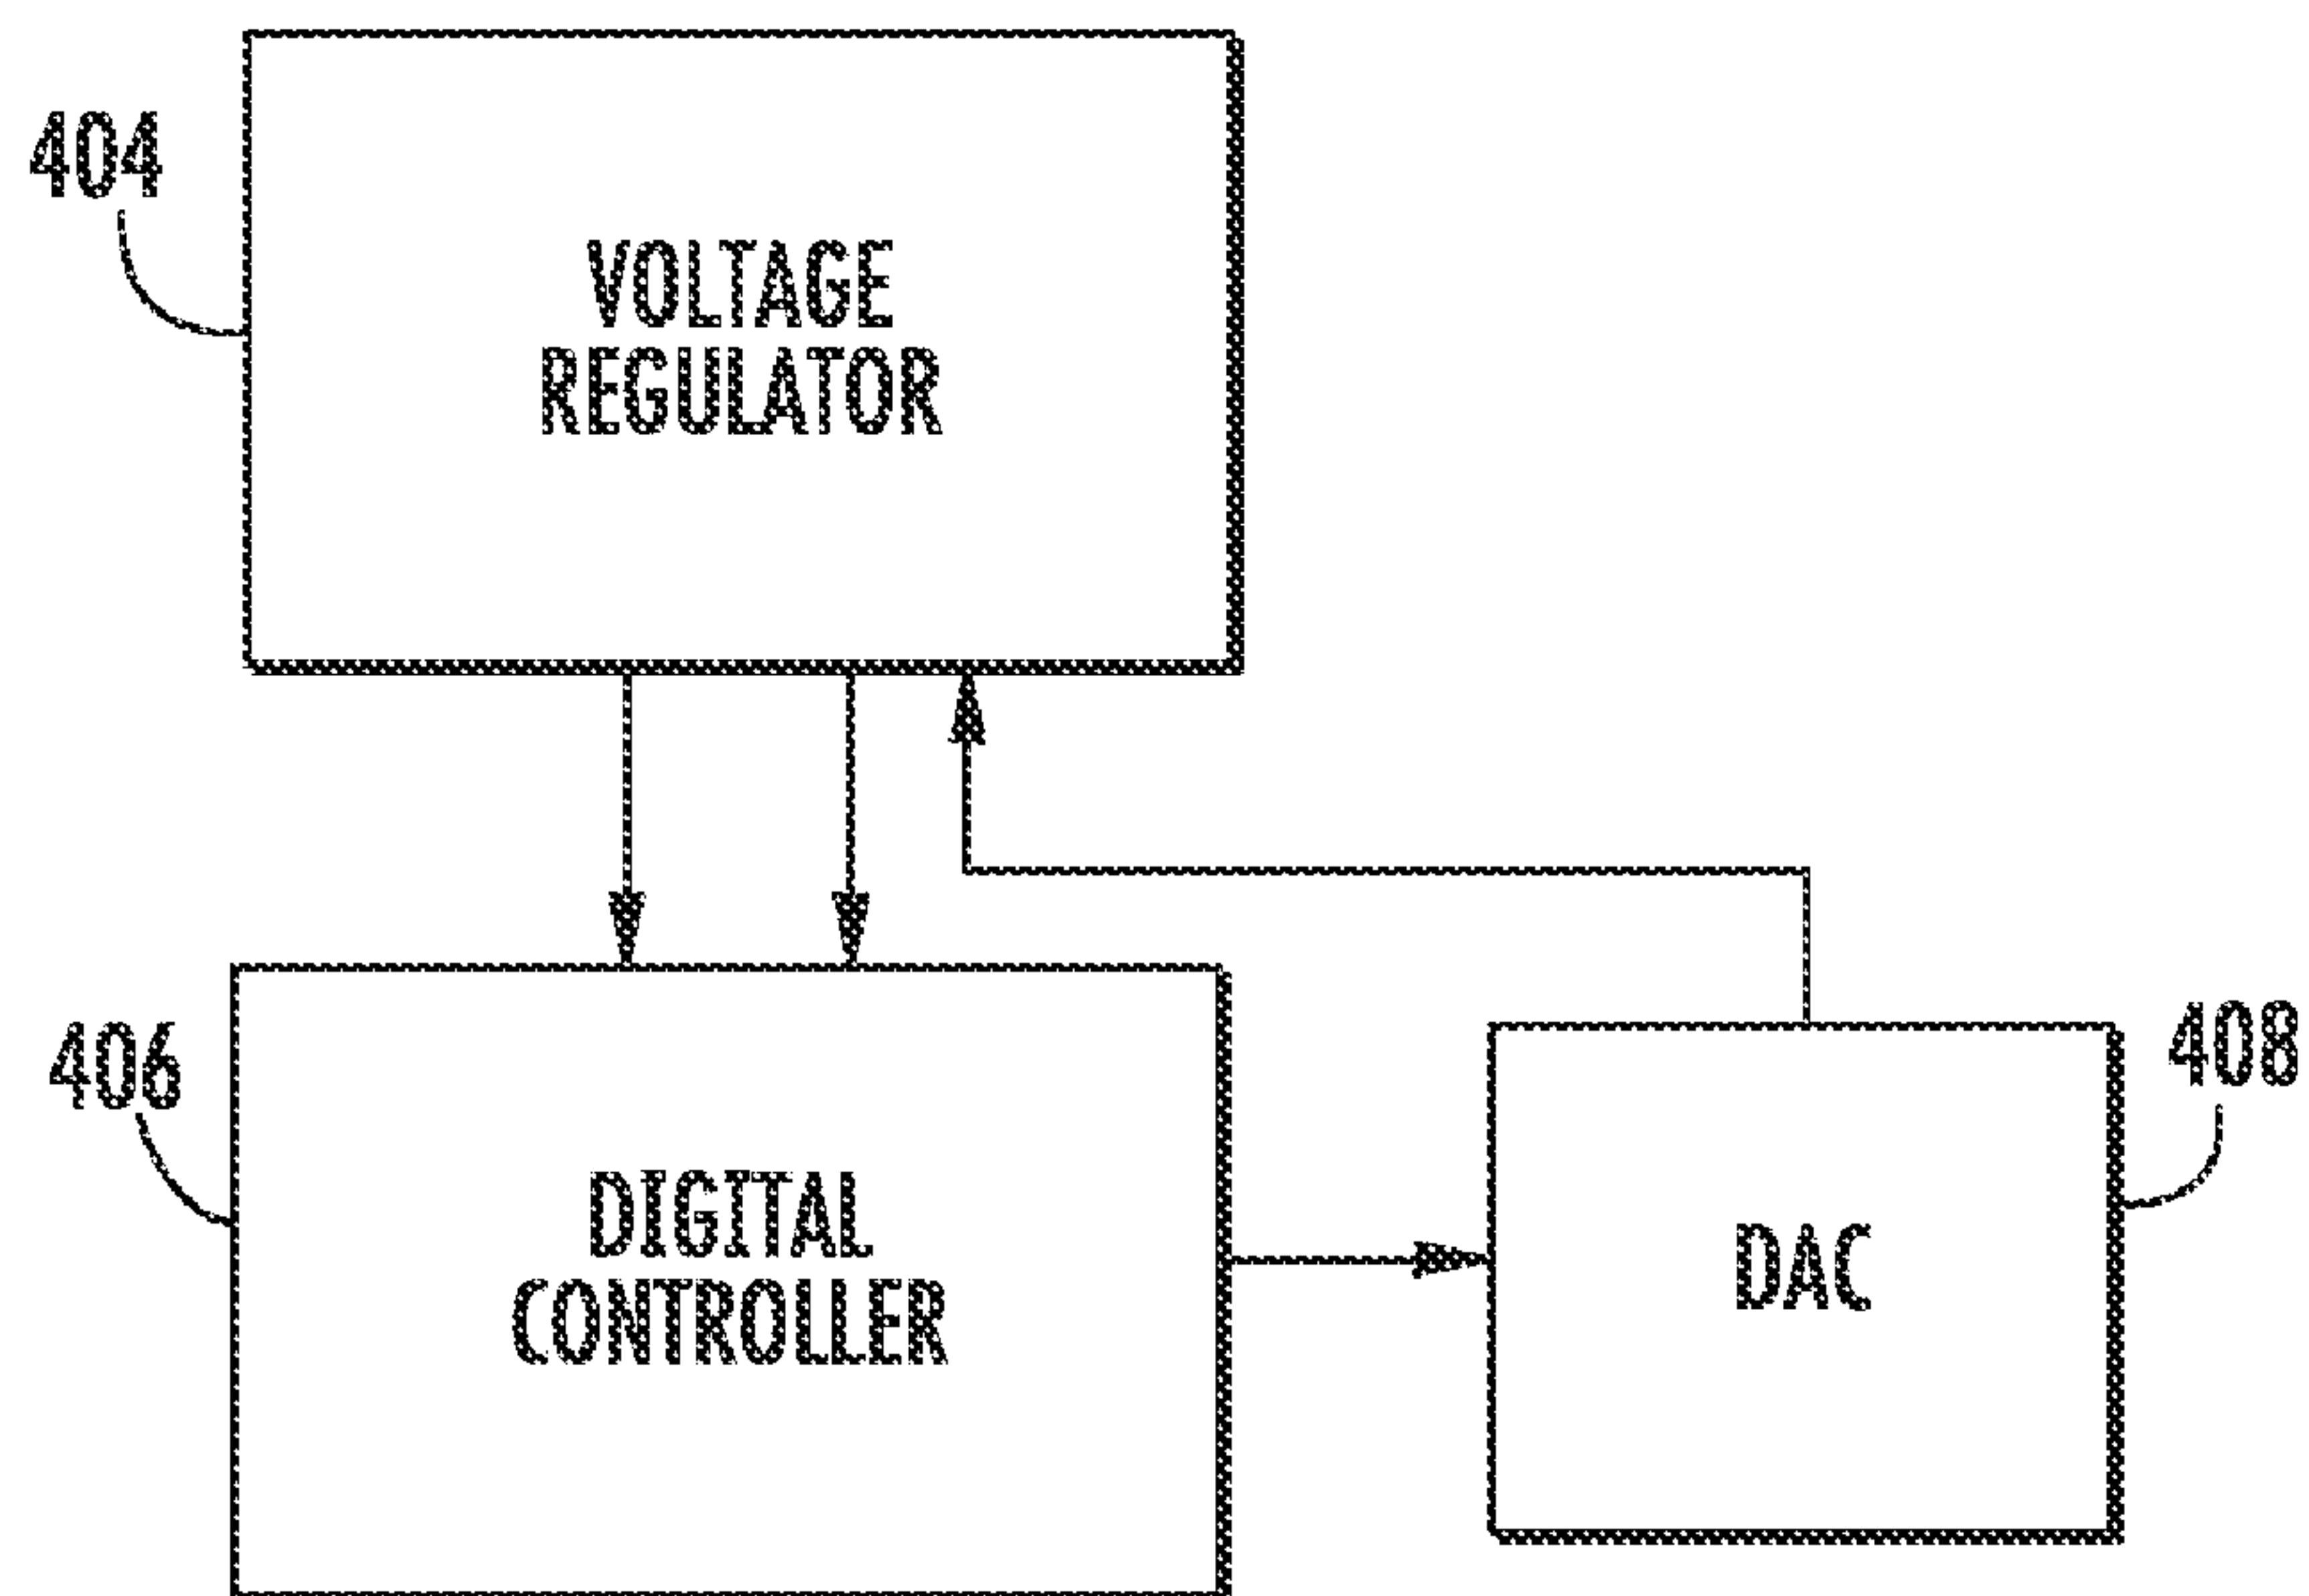 404
VOLTAGE
REGULATOR
406
408
DIGITAL
CONTROLLER
DAC